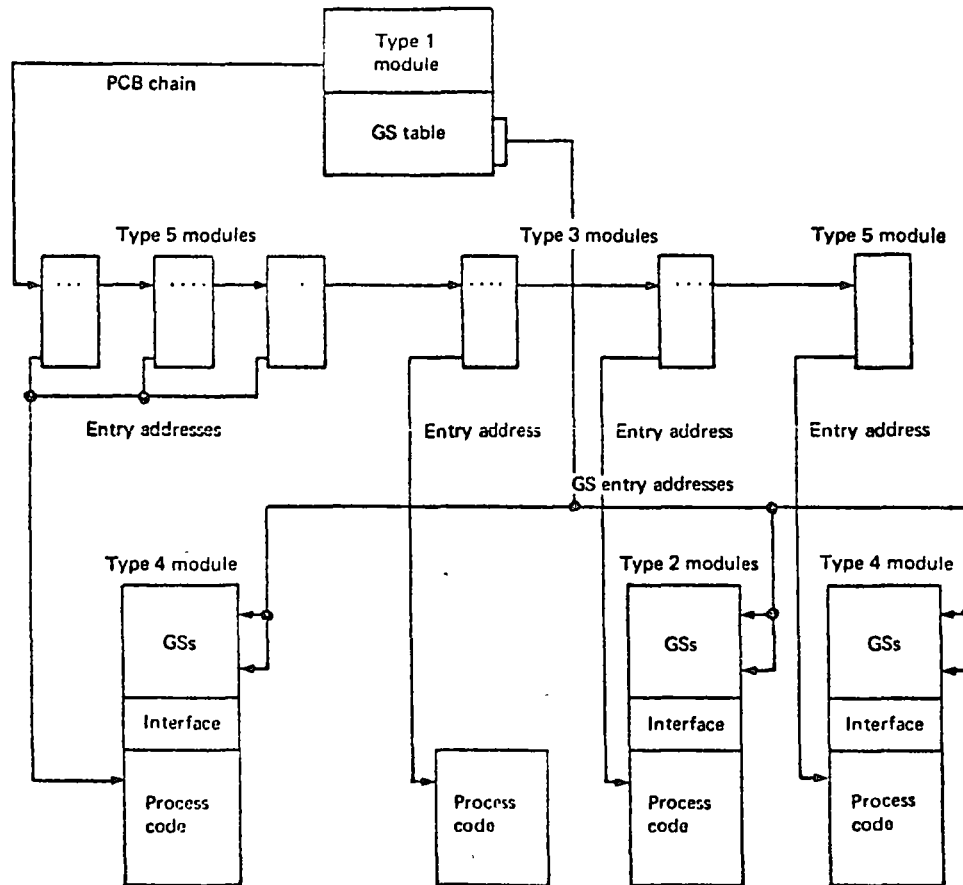 Type 1
module
PCB chain
GS table
Type 5 modules
Type 3 modules
Type 5 module
Entry addresses
Entry address
Entry address
Entry address
GS entry addresses
Type 4 module
Type 2 modules
Type 4 module
GSs
GSs
GSs
Interface
Interface
Interface
Process
code
Process
code
Process
code
Process
code